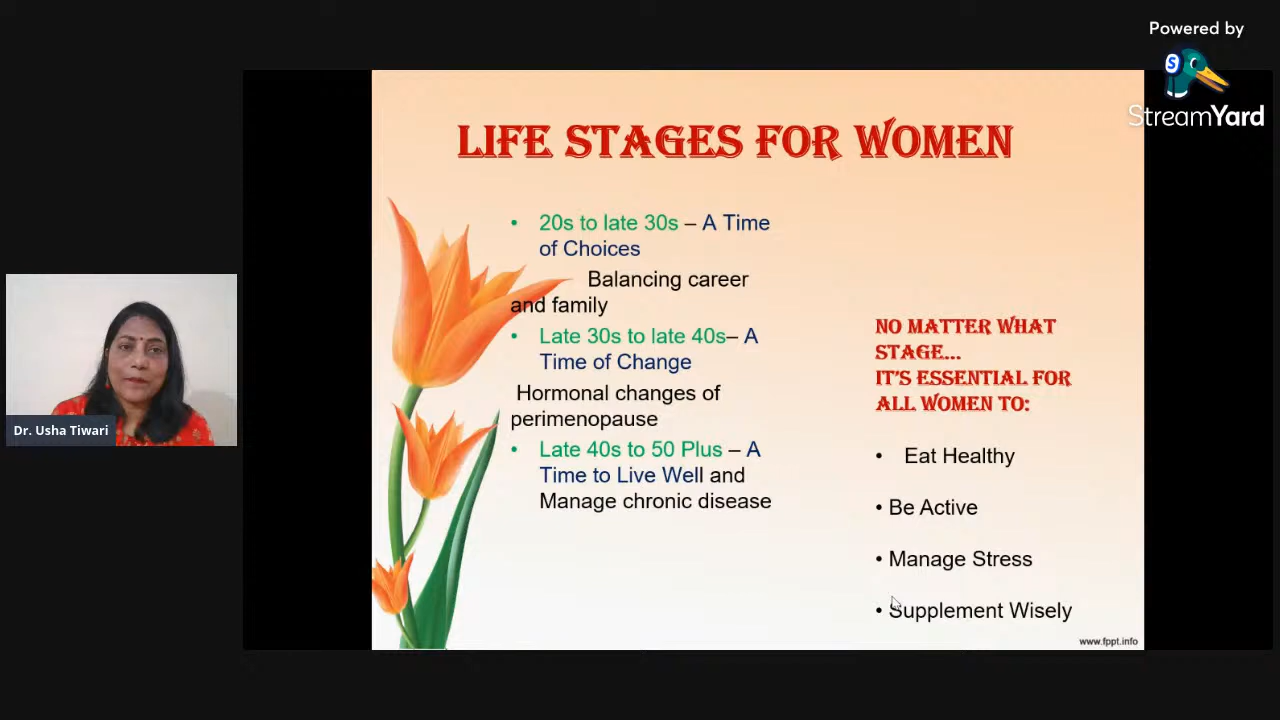 Powered by
StreamYard
LIFE STAGES FOR WOMEN
• 20s to late 30s – A Time
of Choices
Balancing career
and family
• Late 30s to late 40s– A
Time of Change
Hormonal changes of
perimenopause
• Late 40s to 50 Plus – A
Time to Live Well and
Manage chronic disease
NO MATTER WHAT
STAGE...
IT'S ESSENTIAL FOR
ALL WOMEN TO:
• Eat Healthy
• Be Active
• Manage Stress
• Supplement Wisely
www.fppt.info
Dr. Usha Tiwari